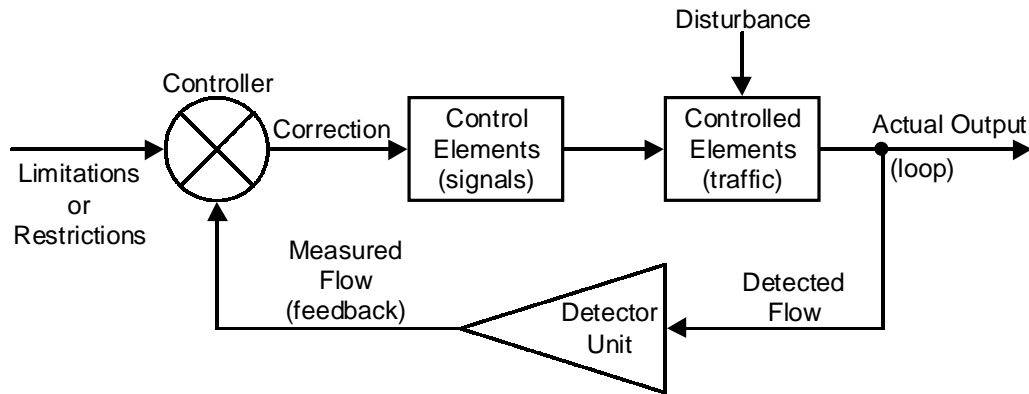 Disturbance
Controller
Correction
Control
Elements
(signals)
Controlled
Elements
(traffic)
Actual Output
(loop)
Limitations
or
Restrictions
Measured
Flow
(feedback)
Detector
Unit
Detected
Flow